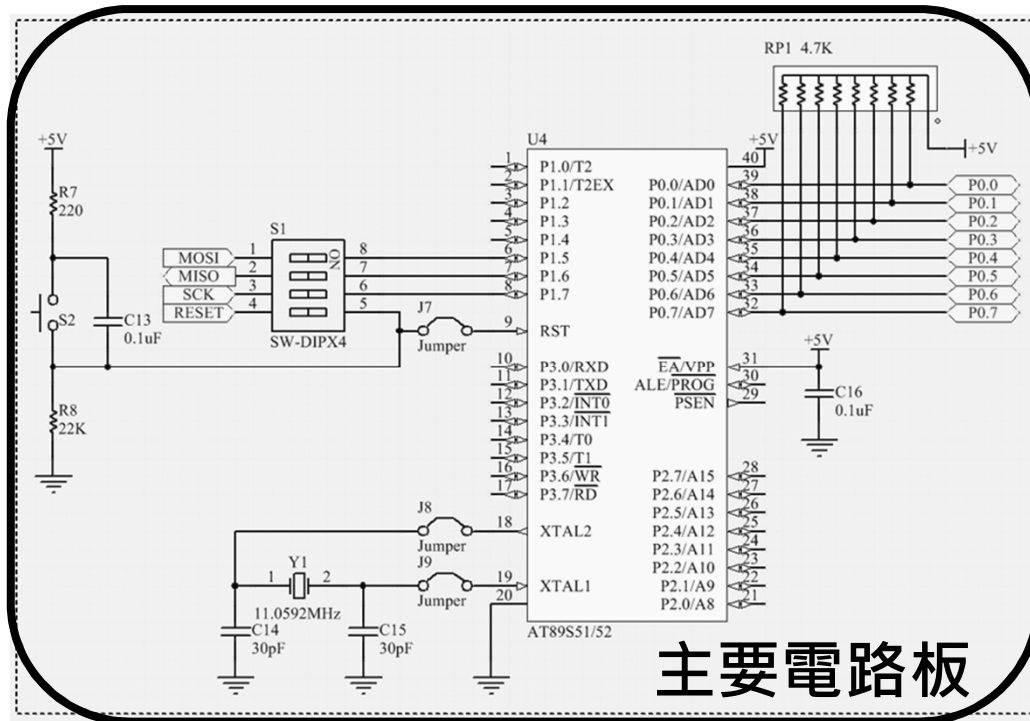 RP1 4.7K
+5V
+5V
+5V
R7
220
S2
C13
0.1uF
R8
22K
S1
MOSI 1 8
MISO 2 7
SCK 3 6
RESET 4 5
ON
SW-DIPX4
J7
Jumper
U4
1 P1.0/T2
2 P1.1/T2EX
3 P1.2
4 P1.3
5 P1.4
6 P1.5
7 P1.6
8 P1.7
9 RST
10 P3.0/RXD
11 P3.1/TXD
12 P3.2/INT0
13 P3.3/INT1
14 P3.4/T0
15 P3.5/T1
16 P3.6/WR
17 P3.7/RD
18 XTAL2
19 XTAL1
20
40
P0.0/AD0 39 P0.0
P0.1/AD1 38 P0.1
P0.2/AD2 37 P0.2
P0.3/AD3 36 P0.3
P0.4/AD4 35 P0.4
P0.5/AD5 34 P0.5
P0.6/AD6 33 P0.6
P0.7/AD7 32 P0.7
EA/VPP 31
ALE/PROG 30
PSEN 29
+5V
C16
0.1uF
P2.7/A15 28
P2.6/A14 27
P2.5/A13 26
P2.4/A12 25
P2.3/A11 24
P2.2/A10 23
P2.1/A9 22
P2.0/A8 21
AT89S51/52
J8
Jumper
J9
Jumper
Y1
1 2
11.0592MHz
C14
30pF
C15
30pF
主要電路板